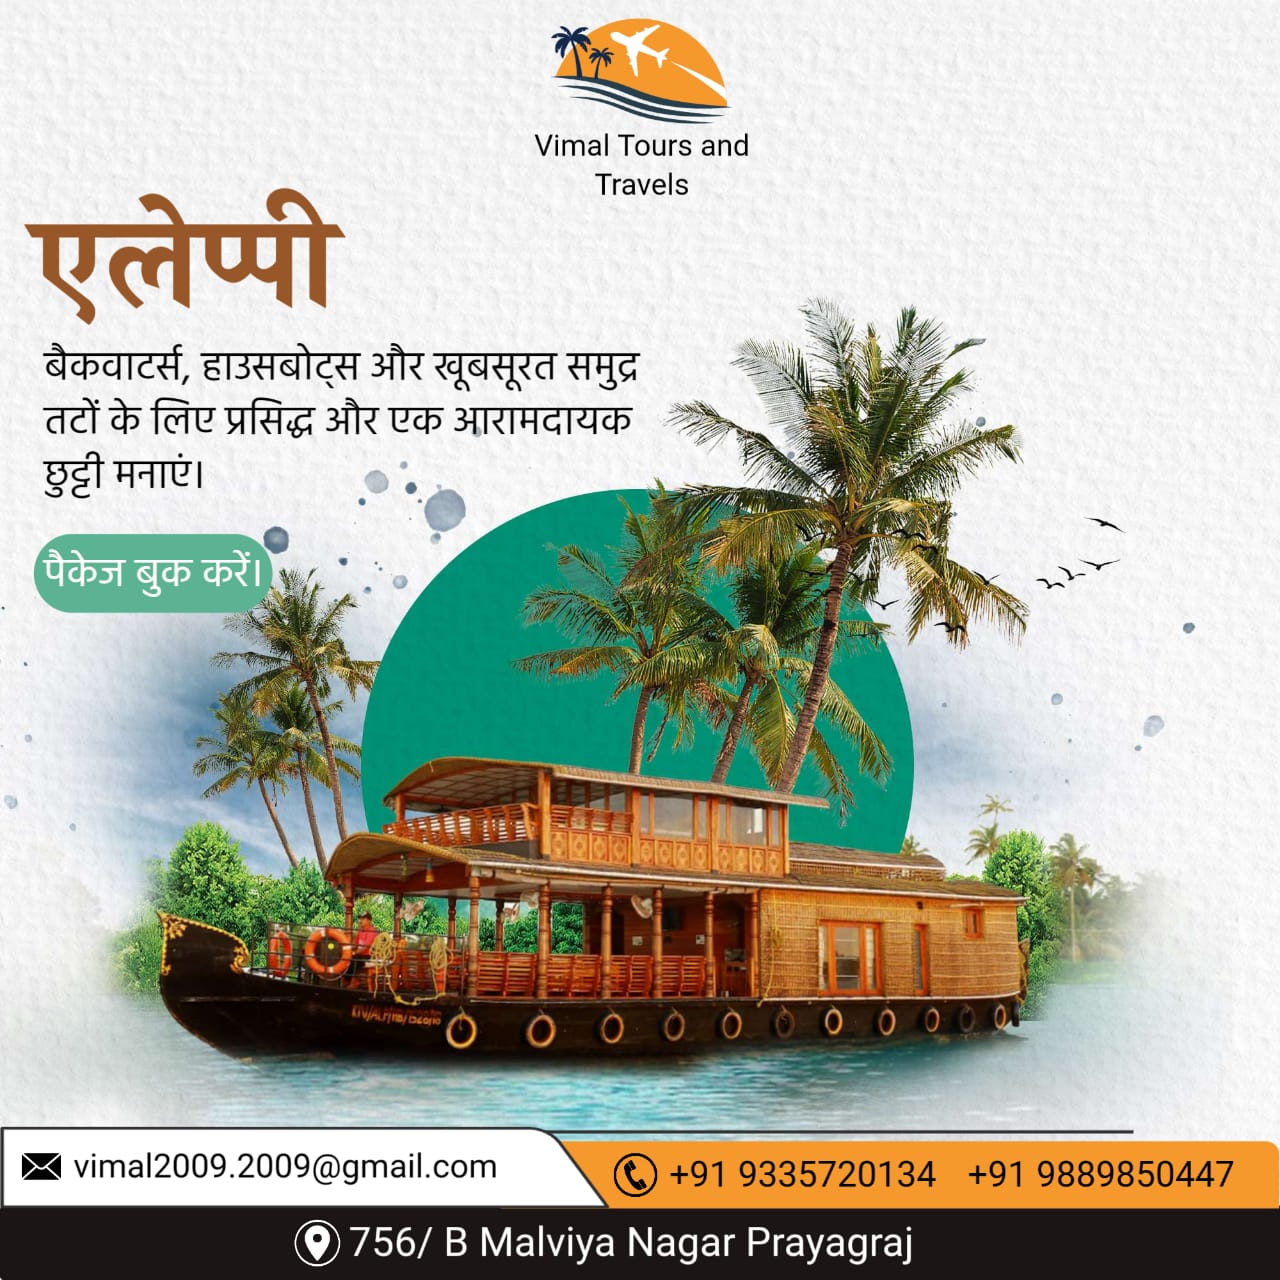 Vimal Tours and
Travels
एलेप्पी
बैकवाटर्स, हाउसबोट्स और खूबसूरत समुद्र
तटों के लिए प्रसिद्ध और एक आरामदायक
छुट्टी मनाएं।
पैकेज बुक करें।
vimal2009.2009@gmail.com
+91 9335720134 +91 9889850447
756/ B Malviya Nagar Prayagraj